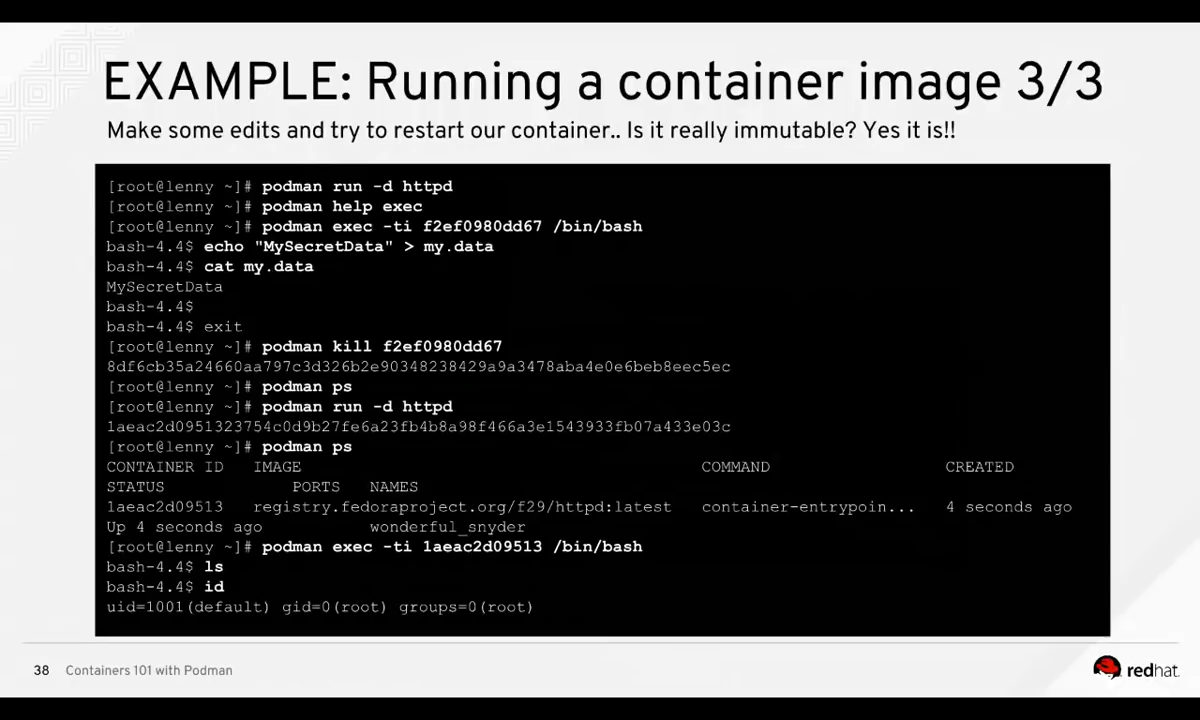 EXAMPLE: Running a container image 3/3
Make some edits and try to restart our container.. Is it really immutable? Yes it is!!
[root@lenny ~]# podman run -d httpd
[root@lenny ~]# podman help exec
[root@lenny ~]# podman exec -ti f2ef0980dd67 /bin/bash
bash-4.4$ echo "MySecretData" > my.data
bash-4.4$ cat my.data
MySecretData
bash-4.4$
bash-4.4$ exit
[root@lenny ~]# podman kill f2ef0980dd67
8df6cb35a24660aa797c3d326b2e90348238429a9a3478aba4e0e6beb8eec5ec
[root@lenny ~]# podman ps
[root@lenny ~]# podman run -d httpd
1aeac2d0951323754c0d9b27fe6a23fb4b8a98f466a3e1543933fb07a433e03c
[root@lenny ~]# podman ps
CONTAINER ID   IMAGE   COMMAND   CREATED
STATUS   PORTS   NAMES
1aeac2d09513   registry.fedoraproject.org/f29/httpd:latest   container-entrypoin...   4 seconds ago
Up 4 seconds ago   wonderful_snyder
[root@lenny ~]# podman exec -ti 1aeac2d09513 /bin/bash
bash-4.4$ ls
bash-4.4$ id
uid=1001(default) gid=0(root) groups=0(root)
38 Containers 101 with Podman
redhat.